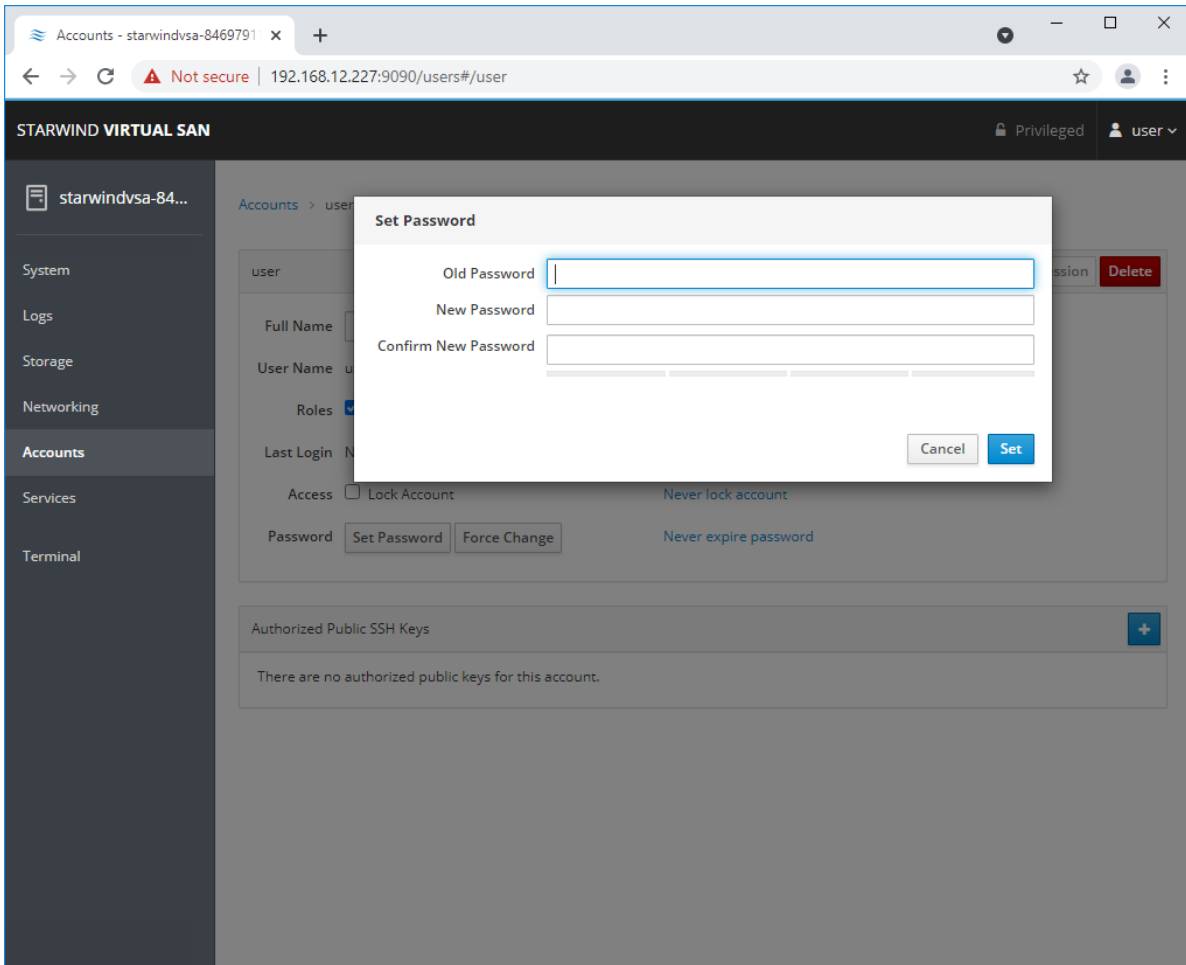 Accounts - starwindvsa-8469791
Not secure | 192.168.12.227:9090/users#/user
STARWIND VIRTUAL SAN
Privileged
user
starwindvsa-84...
System
Logs
Storage
Networking
Accounts
Services
Terminal
Accounts > user
Set Password
Old Password
New Password
Confirm New Password
Cancel
Set
user
ssion
Delete
Full Name
User Name u
Roles
Last Login N
Access Lock Account Never lock account
Password Set Password Force Change Never expire password
Authorized Public SSH Keys
There are no authorized public keys for this account.